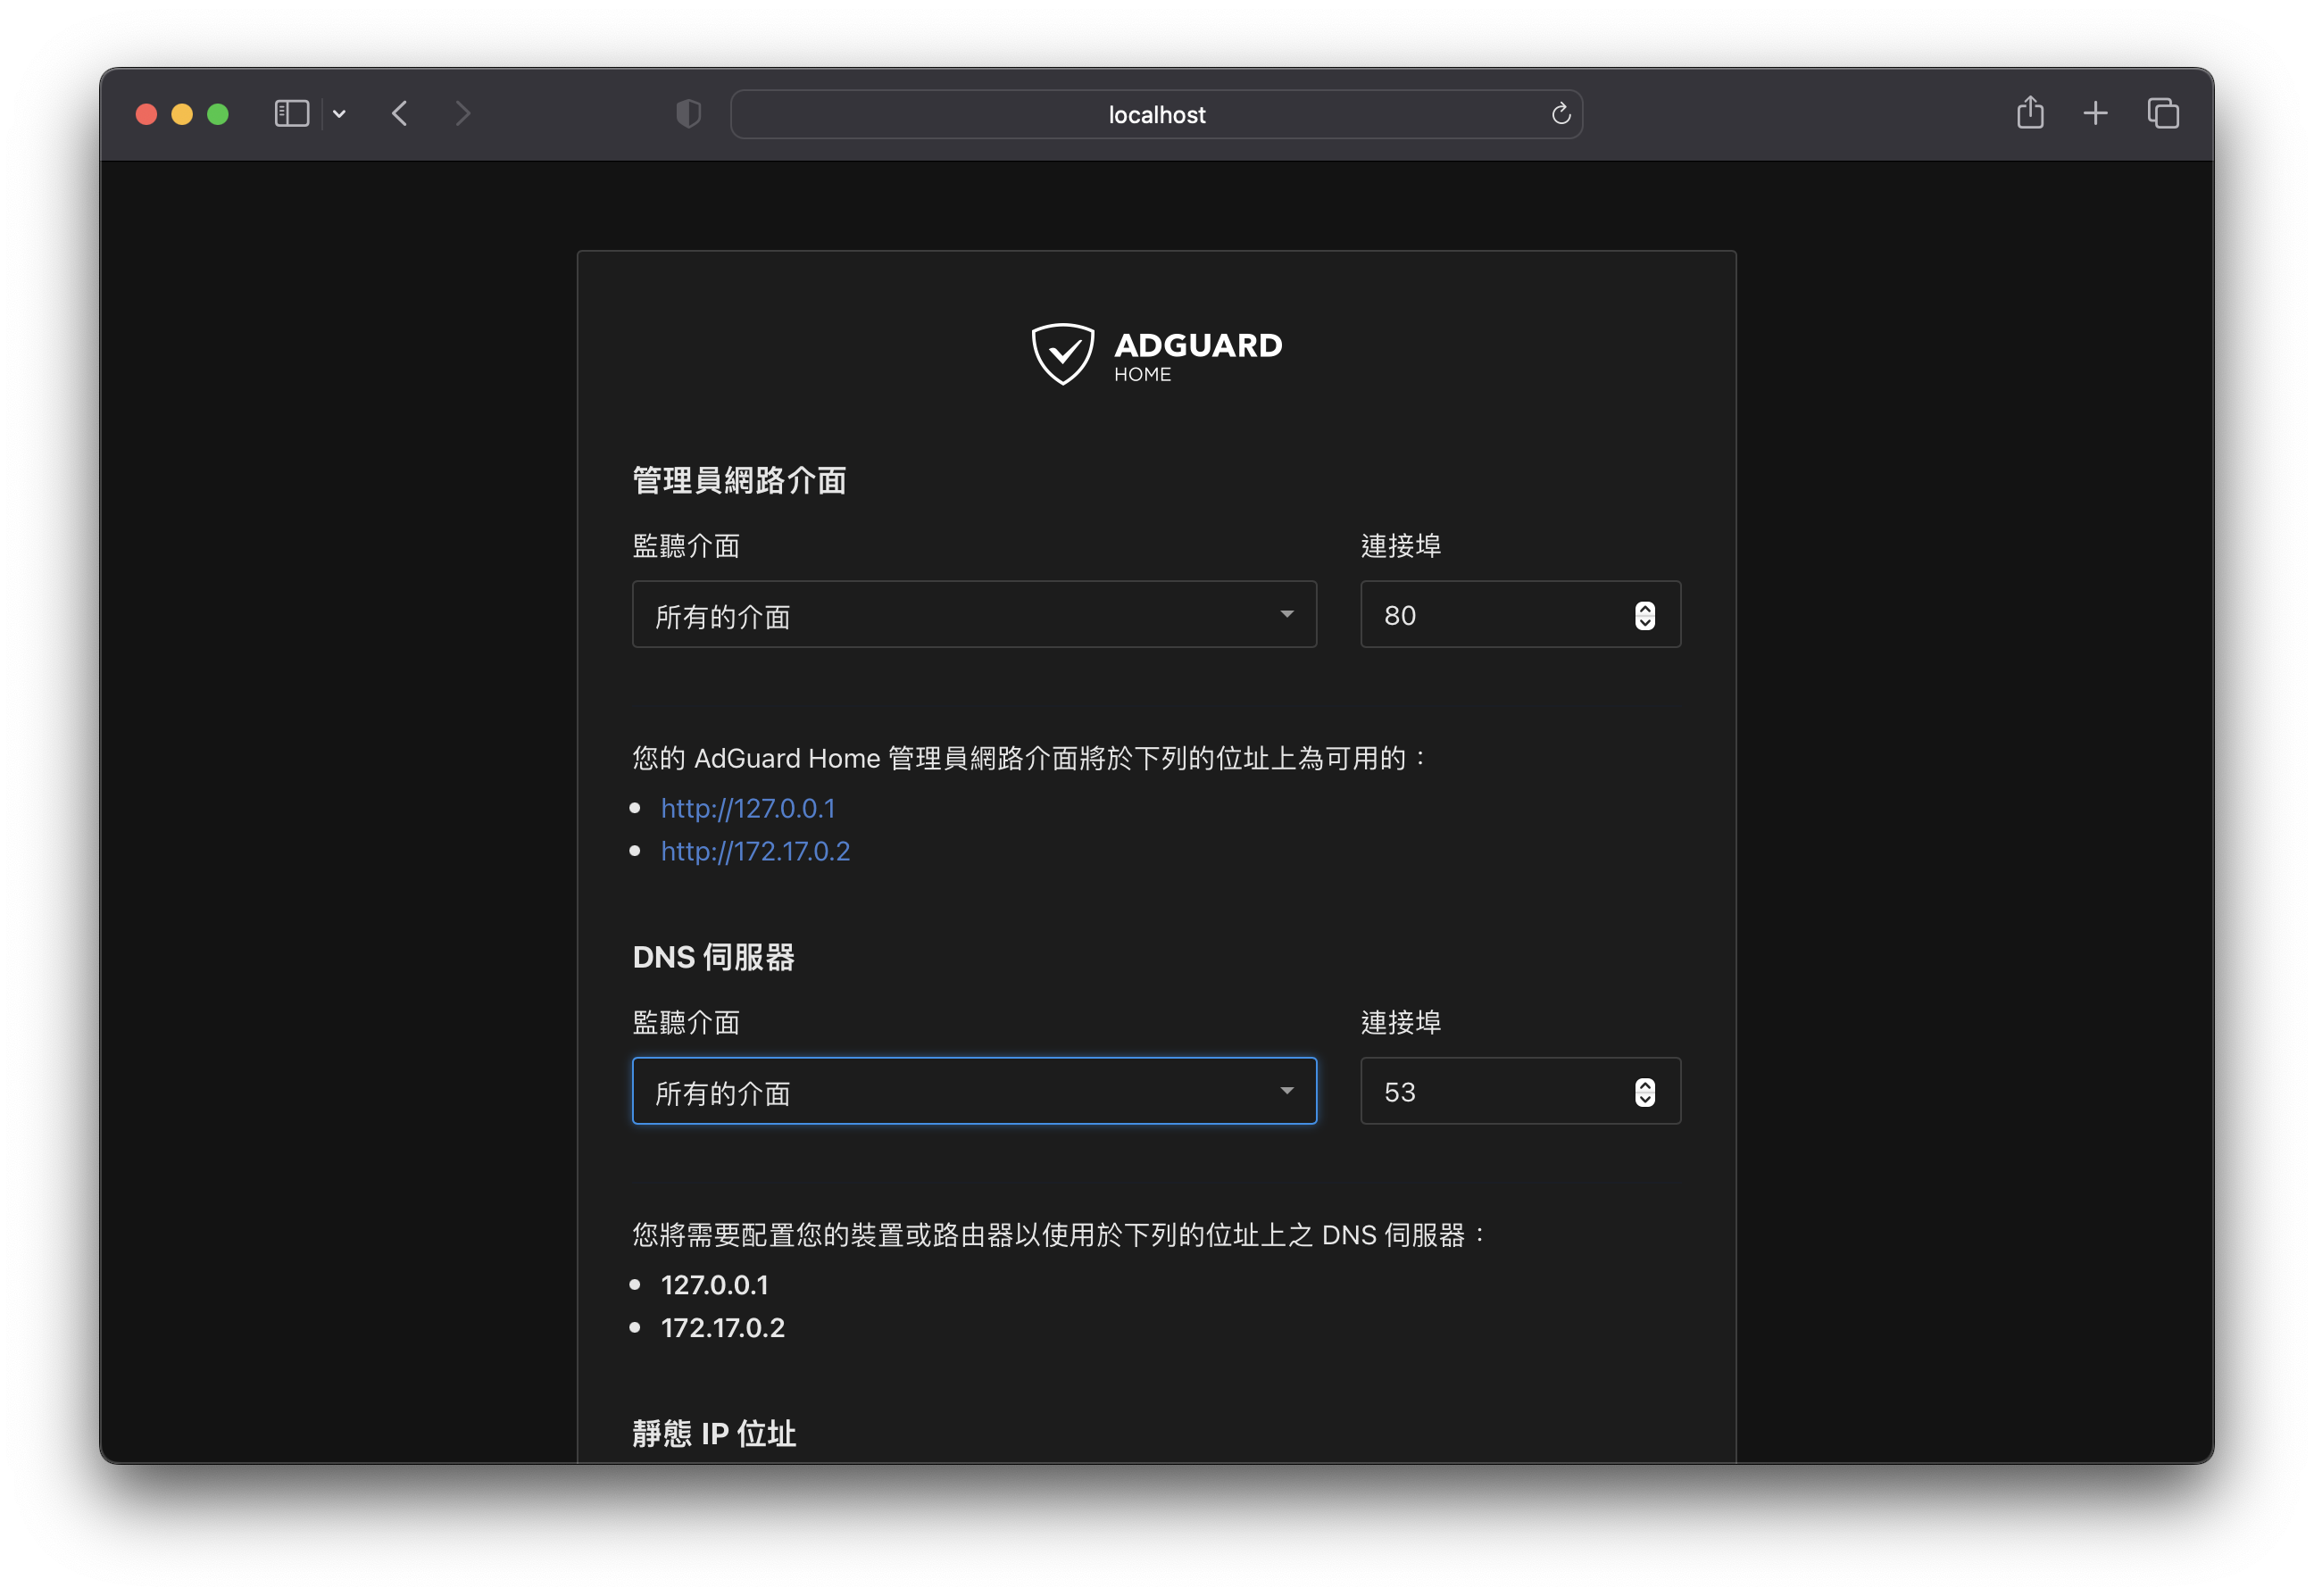 localhost
ADGUARD
HOME
管理員網路介面
監聽介面 連接埠
所有的介面 80
您的 AdGuard Home 管理員網路介面將於下列的位址上為可用的：
http://127.0.0.1
http://172.17.0.2
DNS 伺服器
監聽介面 連接埠
所有的介面 53
您將需要配置您的裝置或路由器以使用於下列的位址上之 DNS 伺服器：
127.0.0.1
172.17.0.2
靜態 IP 位址